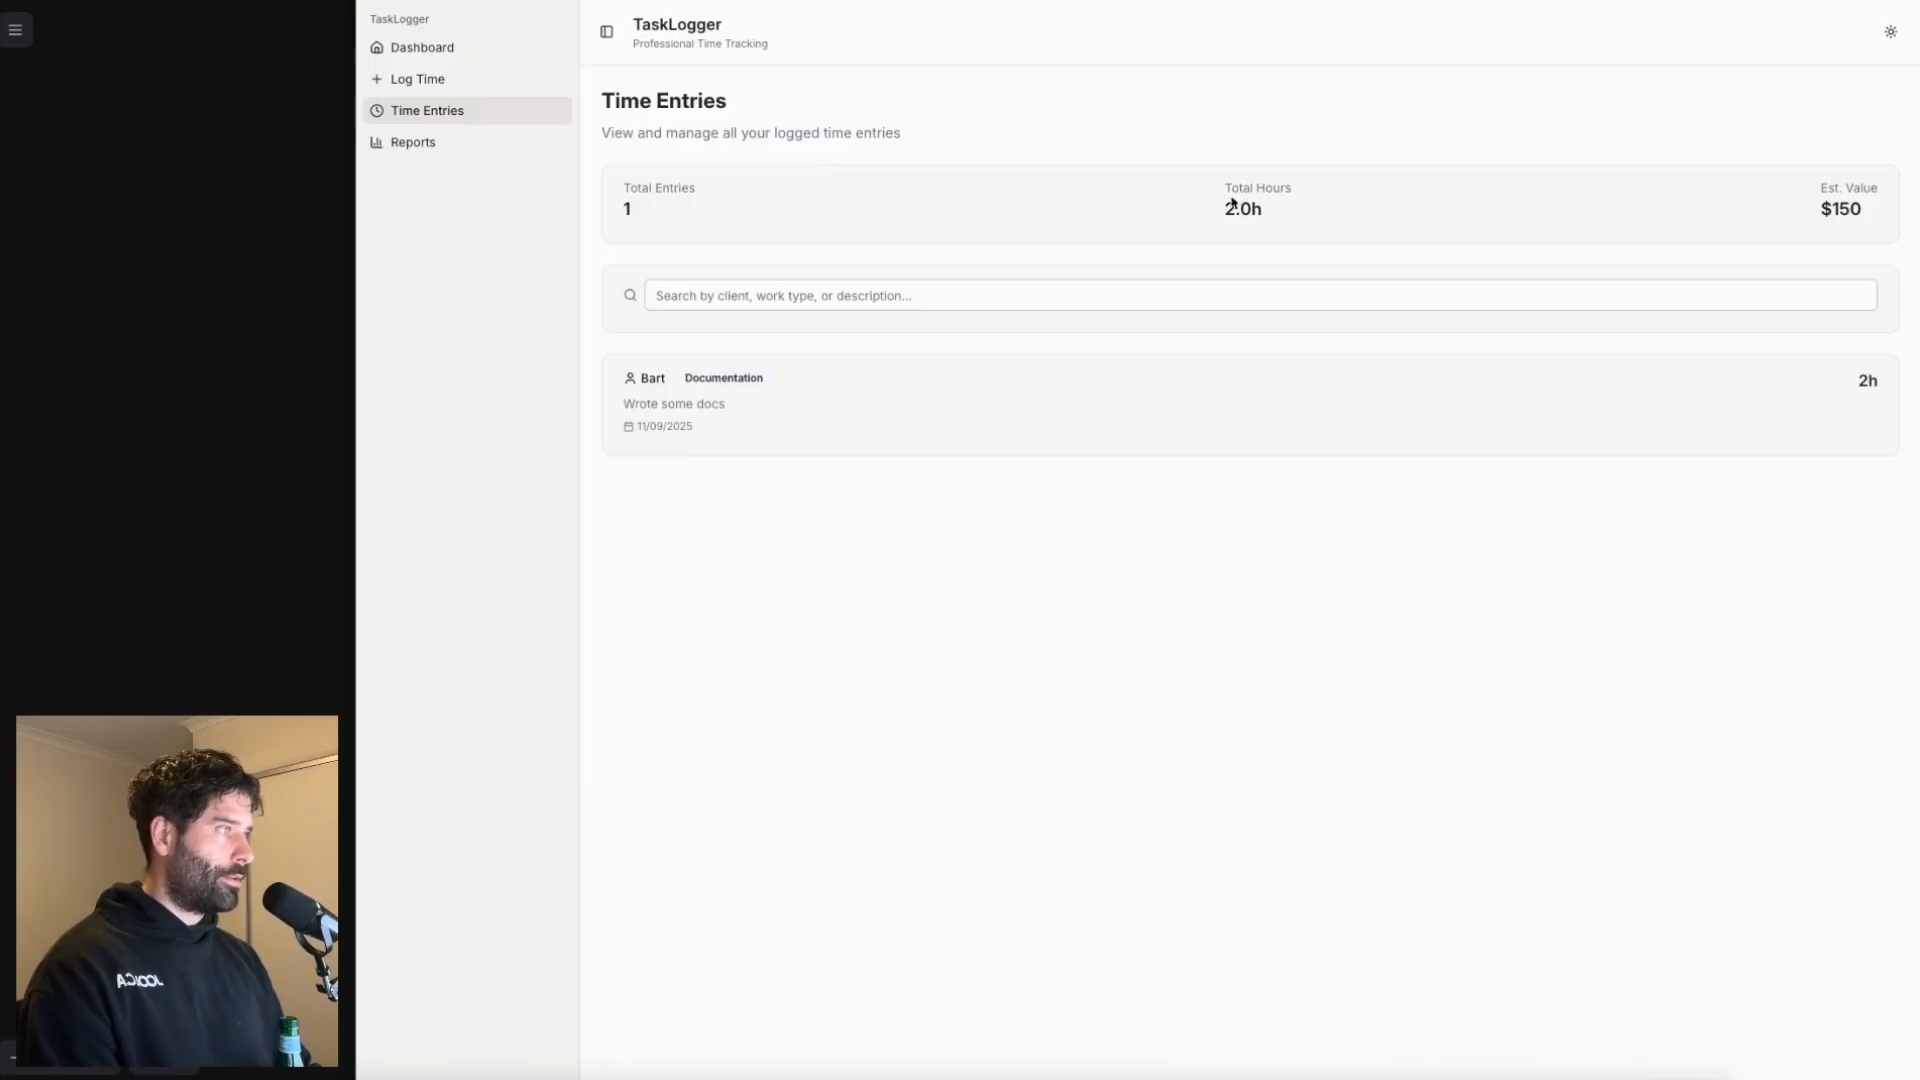 TaskLogger
Dashboard
Log Time
Time Entries
Reports
TaskLogger
Professional Time Tracking
Time Entries
View and manage all your logged time entries
Total Entries
1
Total Hours
2.0h
Est. Value
$150
Search by client, work type, or description...
Bart
Documentation
2h
Wrote some docs
11/09/2025